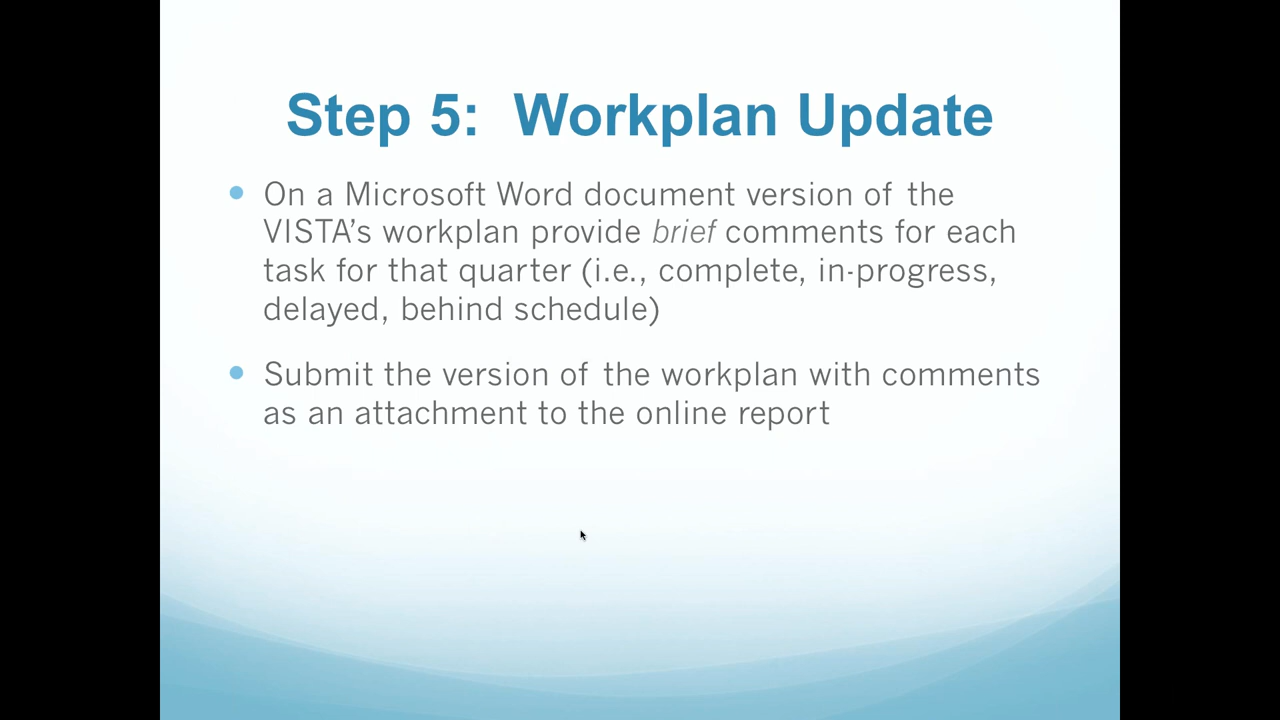 Step 5:  Workplan Update
• On a Microsoft Word document version of the
VISTA’s workplan provide brief comments for each
task for that quarter (i.e., complete, in-progress,
delayed, behind schedule)
• Submit the version of the workplan with comments
as an attachment to the online report